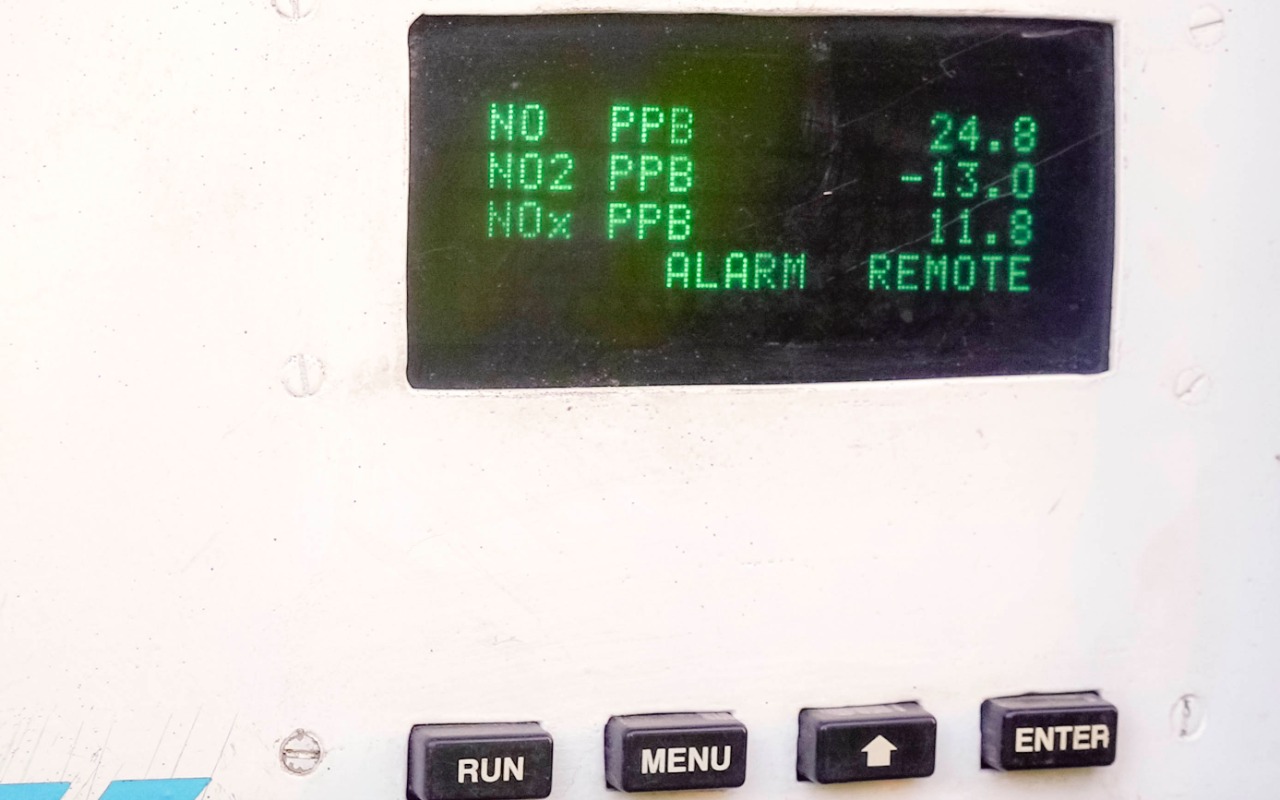 NO PPB 24.8
NO2 PPB -13.0
NOx PPB 11.8
ALARM REMOTE
RUN MENU ENTER